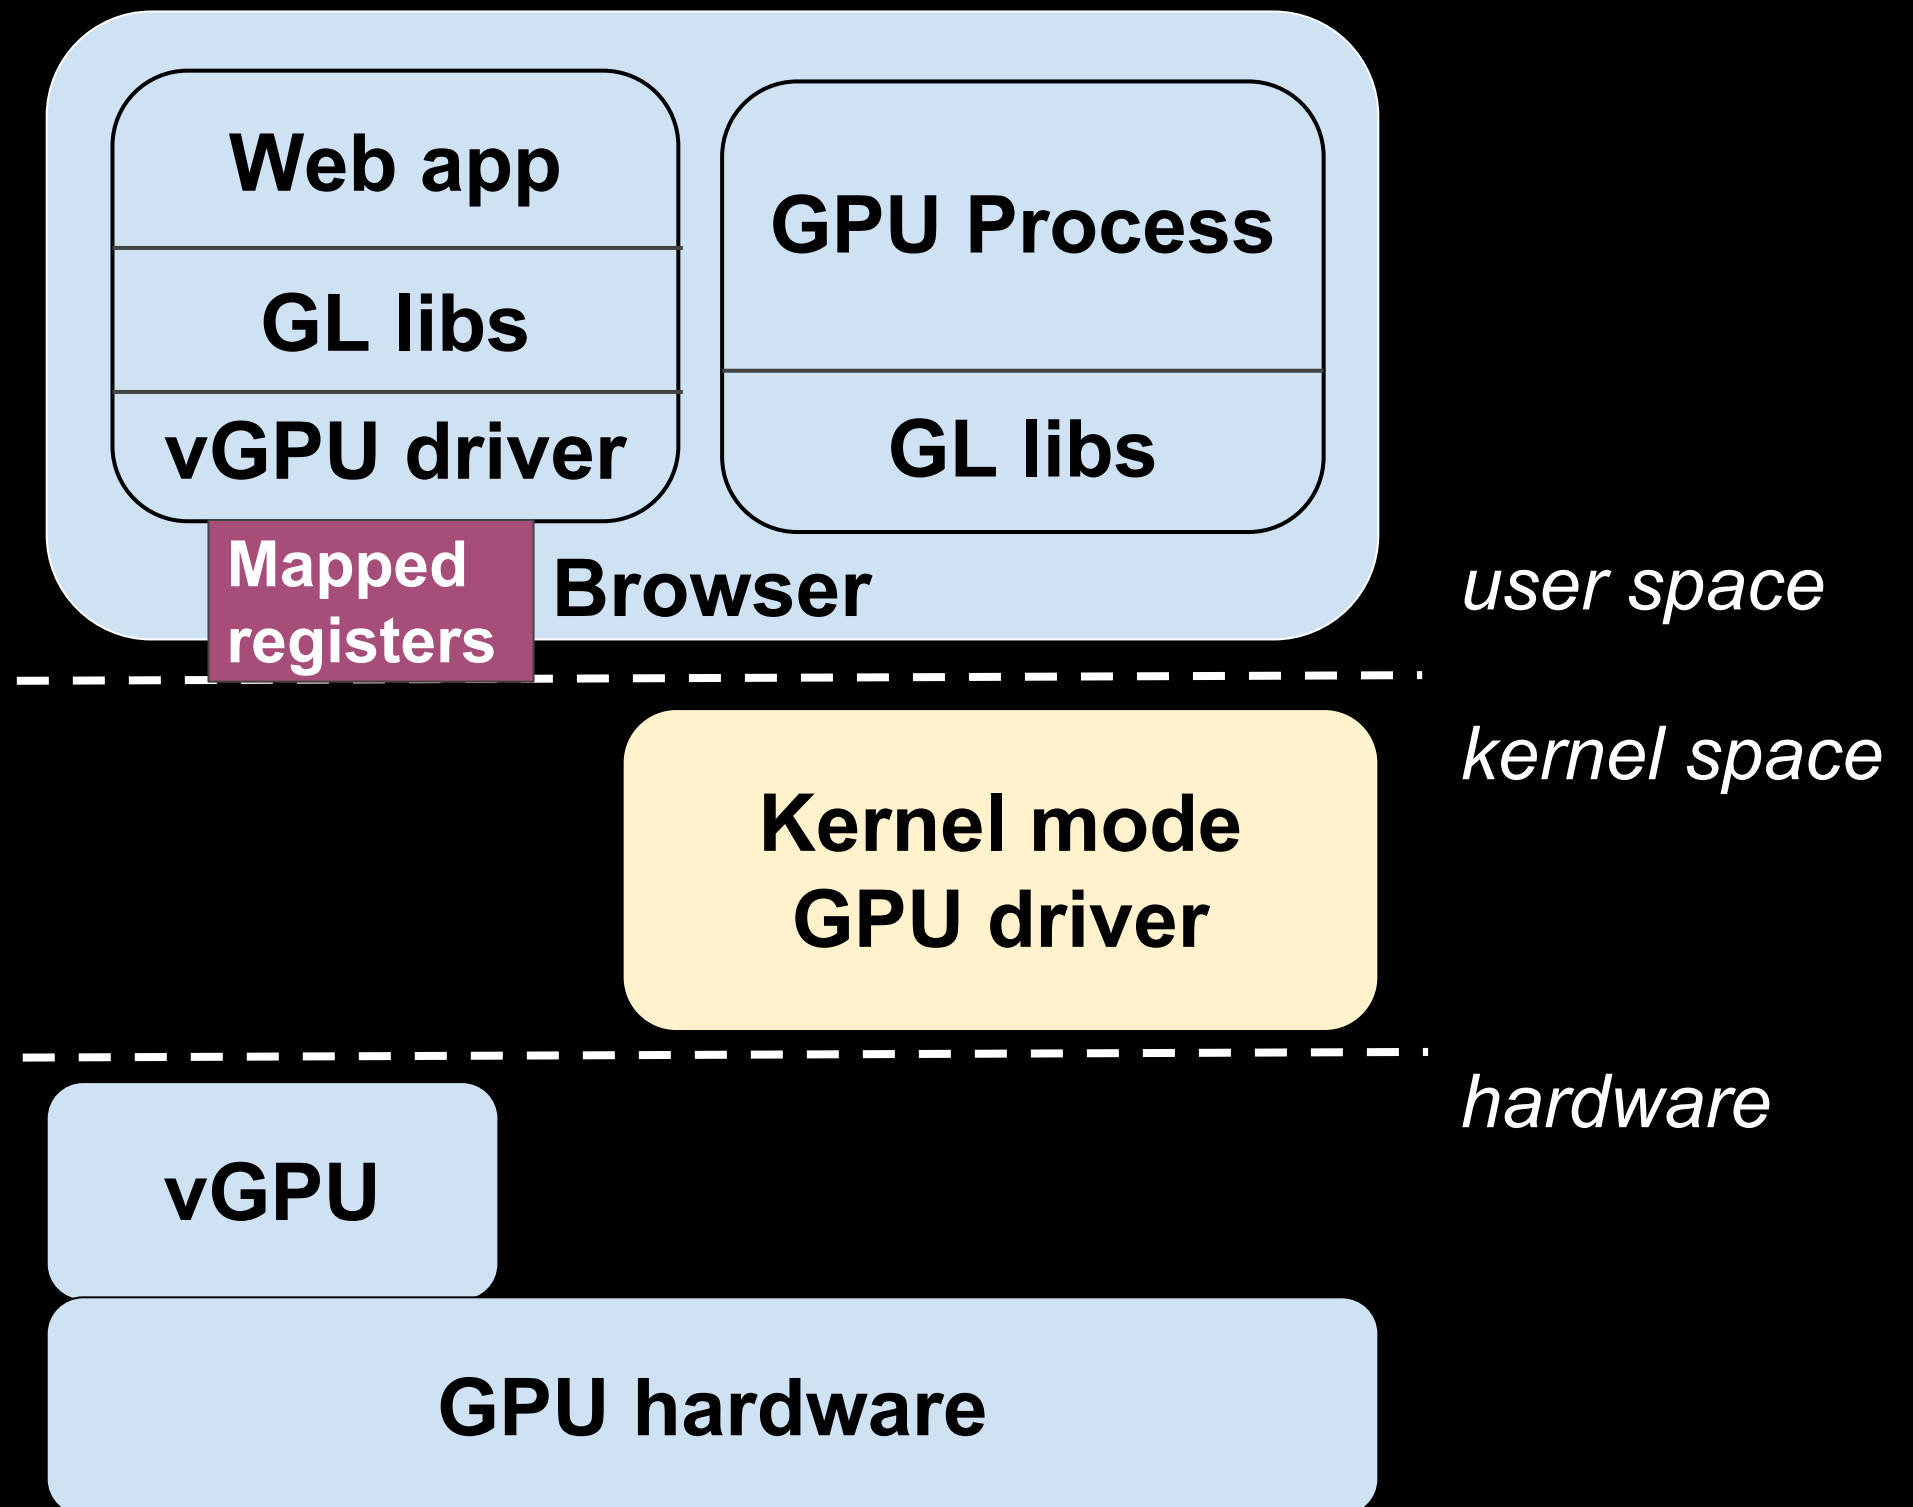 Web app
GL libs
vGPU driver
GPU Process
GL libs
Mapped
registers
Browser
user space
kernel space
Kernel mode
GPU driver
hardware
vGPU
GPU hardware